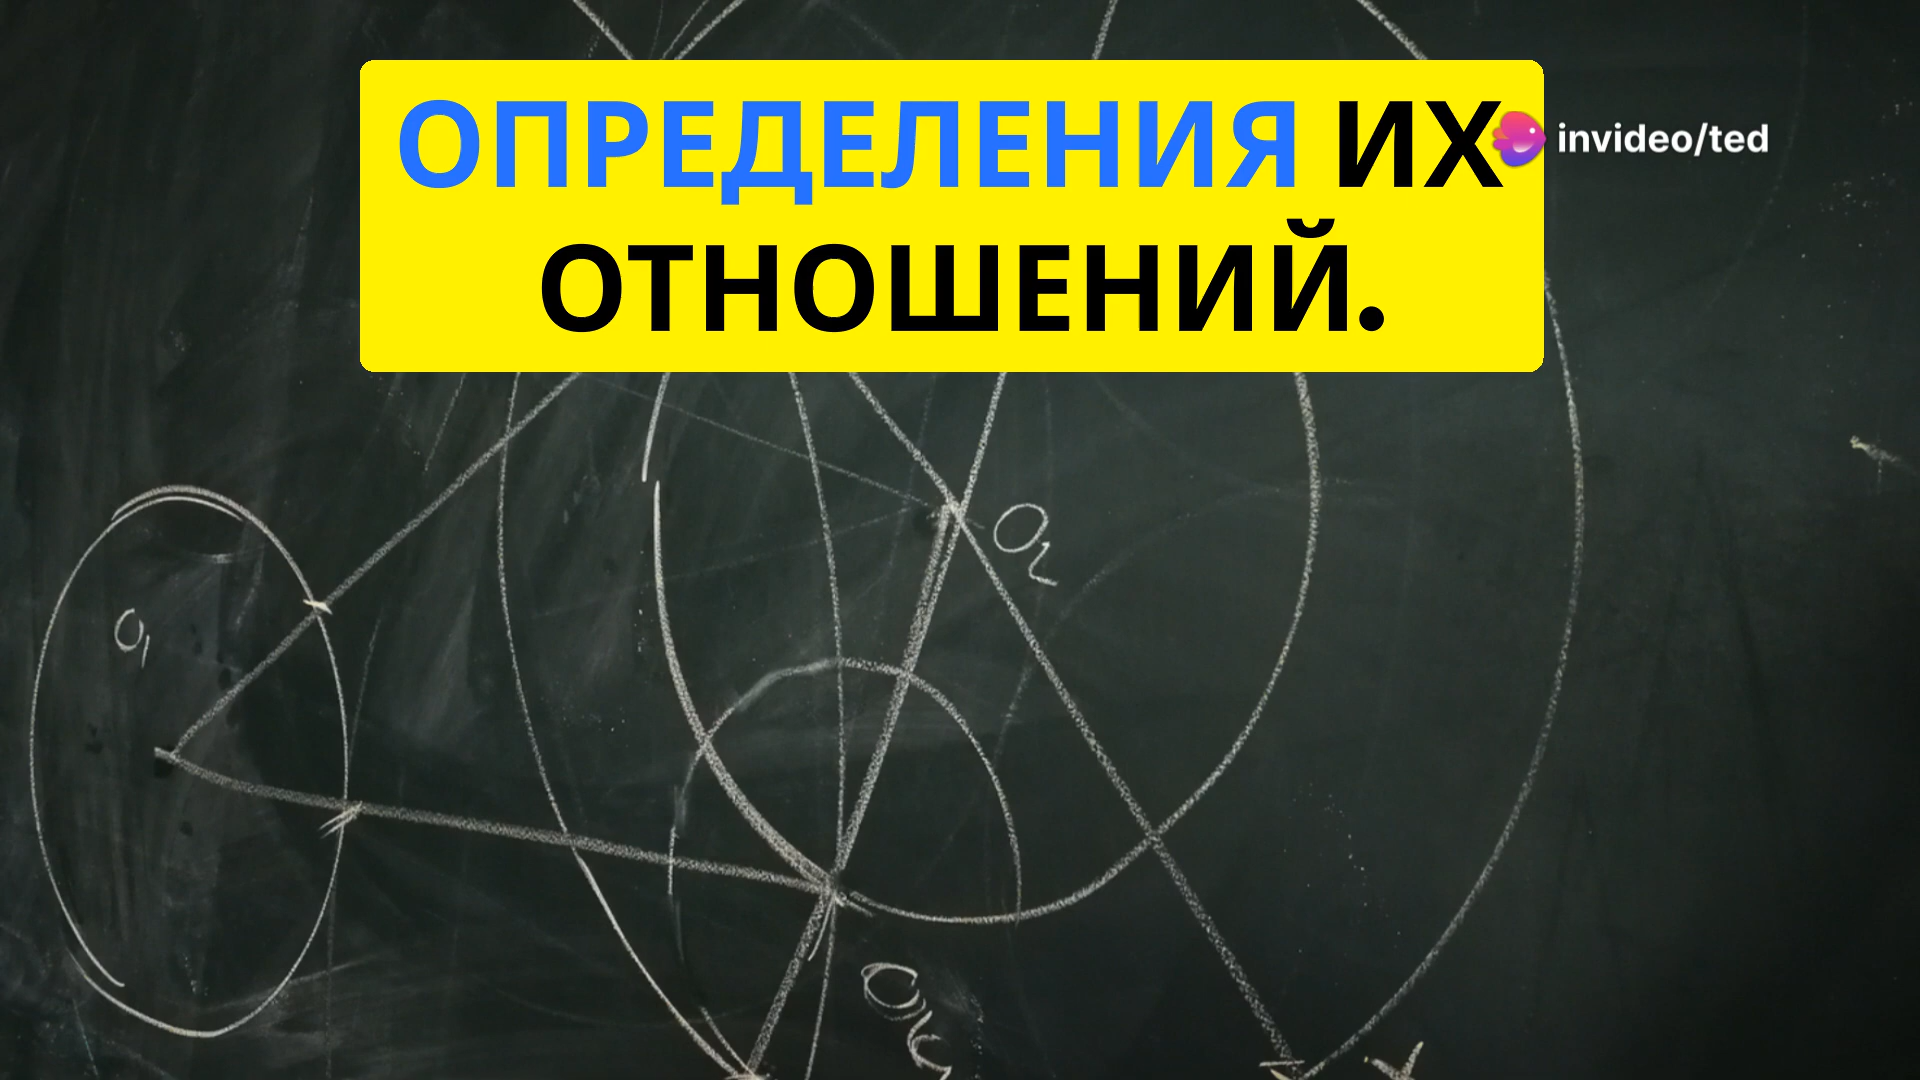 ОПРЕДЕЛЕНИЯ ИХ
ОТНОШЕНИЙ.
invideo/ted
O₁
O₂